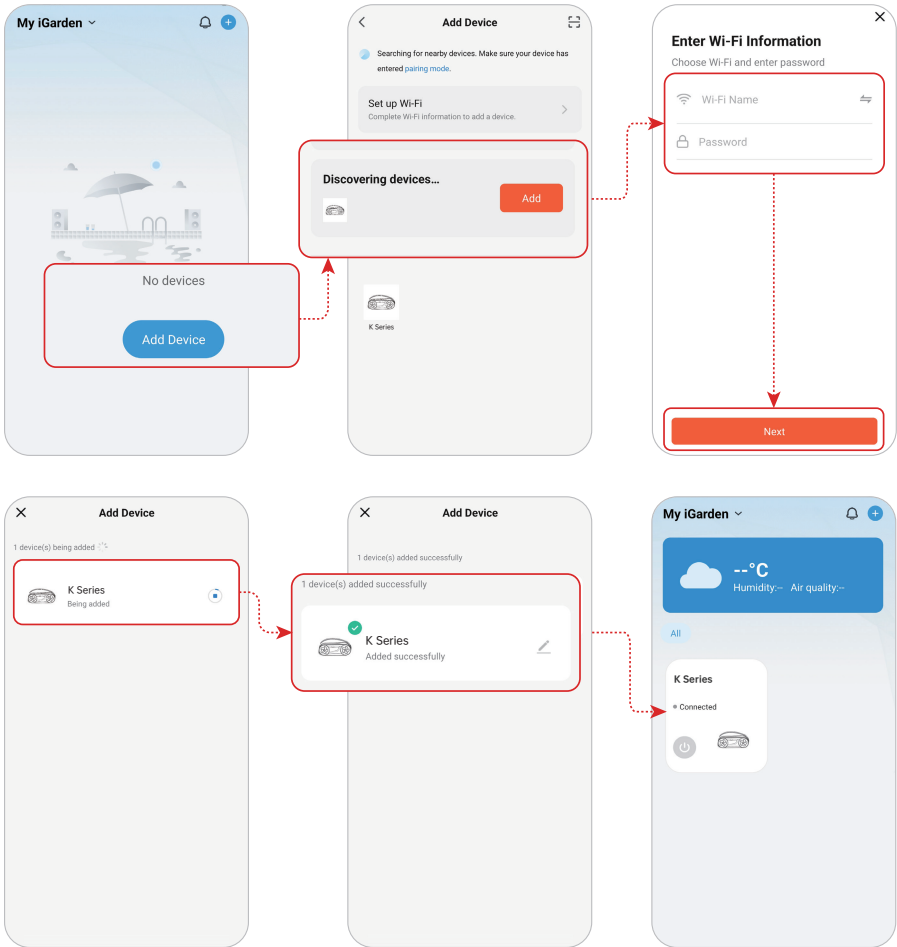 My iGarden
No devices
Add Device
Add Device
Searching for nearby devices. Make sure your device has
entered pairing mode.
Set up Wi-Fi
Complete Wi-Fi information to add a device.
Discovering devices...
Add
K Series
Enter Wi-Fi Information
Choose Wi-Fi and enter password
Wi-Fi Name
Password
Next
Add Device
1 device(s) being added
K Series
Being added
Add Device
1 device(s) added successfully
1 device(s) added successfully
K Series
Added successfully
My iGarden
--°C
Humidity:-- Air quality:--
All
K Series
Connected